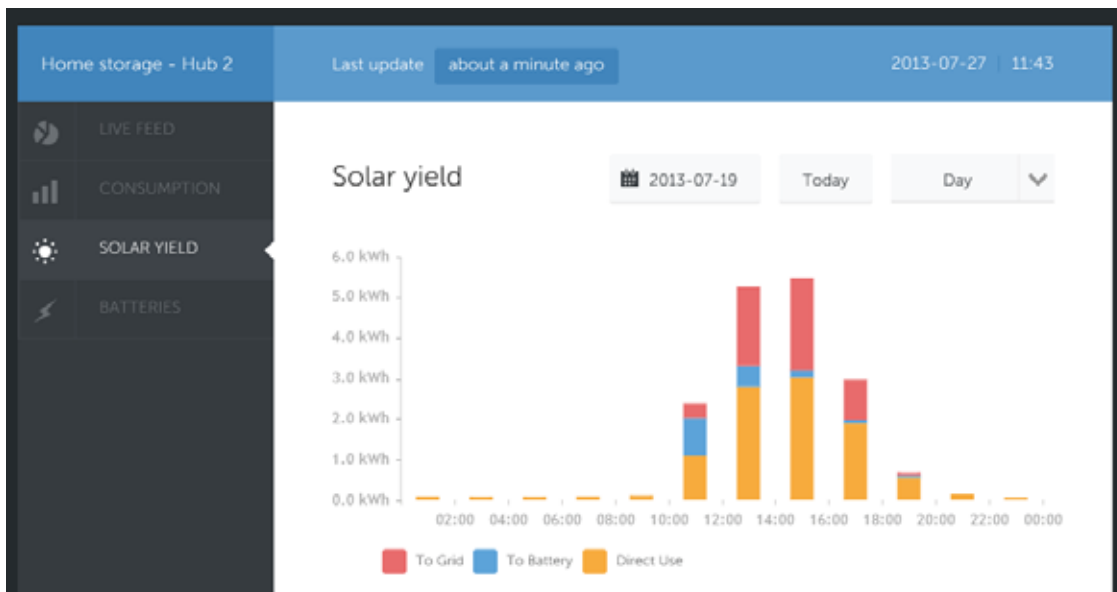 Home storage - Hub 2
Last update about a minute ago
2013-07-27 11:43
LIVE FEED
CONSUMPTION
SOLAR YIELD
BATTERIES
Solar yield
2013-07-19
Today
Day
6.0 kWh
5.0 kWh
4.0 kWh
3.0 kWh
2.0 kWh
1.0 kWh
0.0 kWh
02:00 04:00 06:00 08:00 10:00 12:00 14:00 16:00 18:00 20:00 22:00 00:00
To Grid To Battery Direct Use